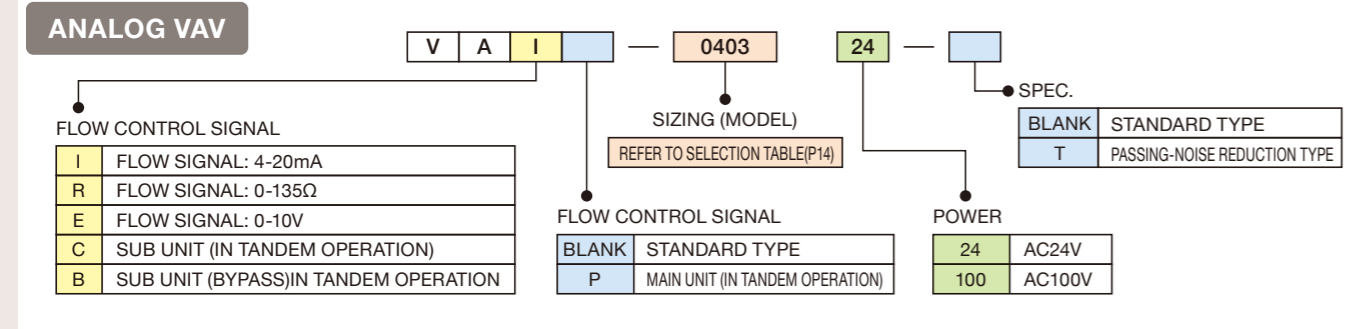 ANALOG VAV
V A I — 0403 24 —
FLOW CONTROL SIGNAL
I FLOW SIGNAL: 4-20mA
R FLOW SIGNAL: 0-135Ω
E FLOW SIGNAL: 0-10V
C SUB UNIT (IN TANDEM OPERATION)
B SUB UNIT (BYPASS)IN TANDEM OPERATION
SIZING (MODEL)
REFER TO SELECTION TABLE(P14)
FLOW CONTROL SIGNAL
BLANK STANDARD TYPE
P MAIN UNIT (IN TANDEM OPERATION)
POWER
24 AC24V
100 AC100V
SPEC.
BLANK STANDARD TYPE
T PASSING-NOISE REDUCTION TYPE